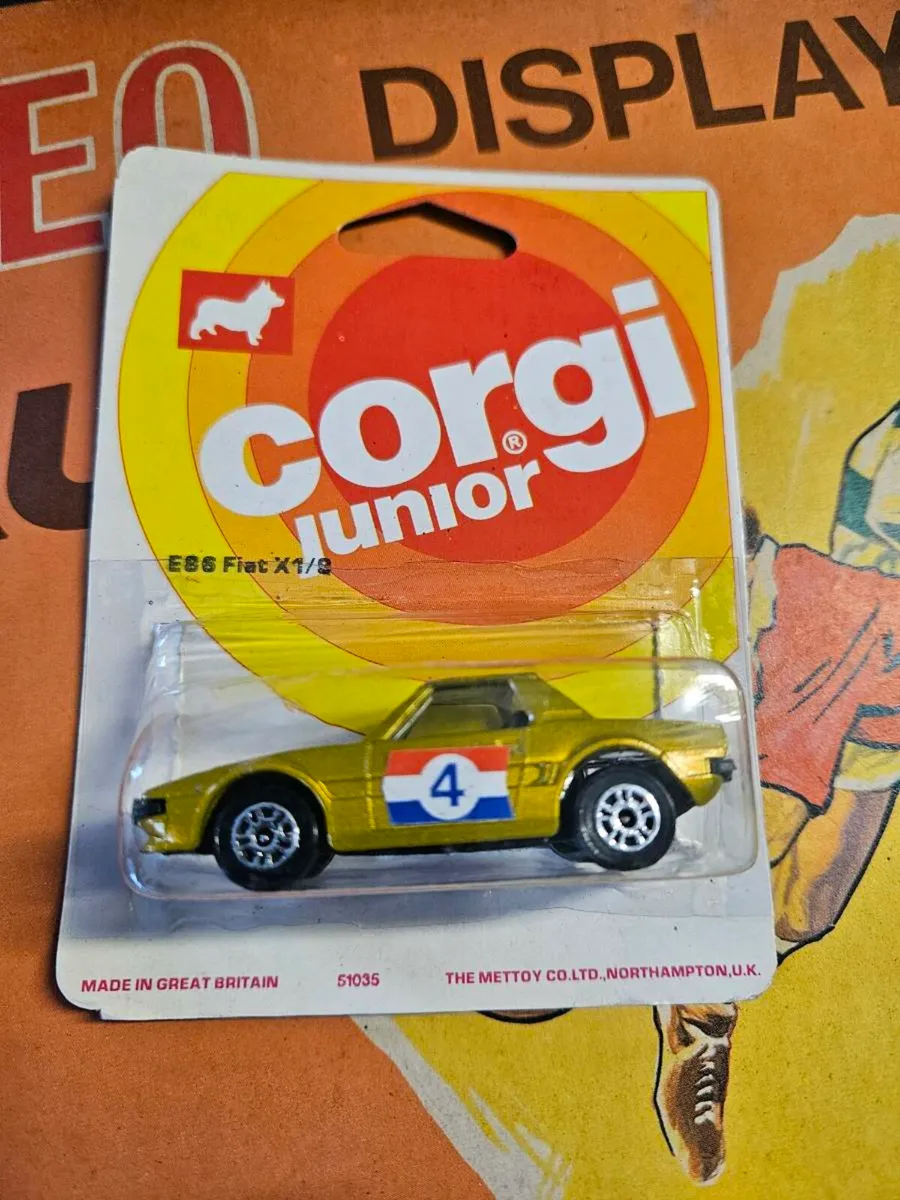 EO
DISPLAY
corgi®
junior
E86 Fiat X1/9
4
MADE IN GREAT BRITAIN 51035 THE METTOY CO.LTD.,NORTHAMPTON,U.K.